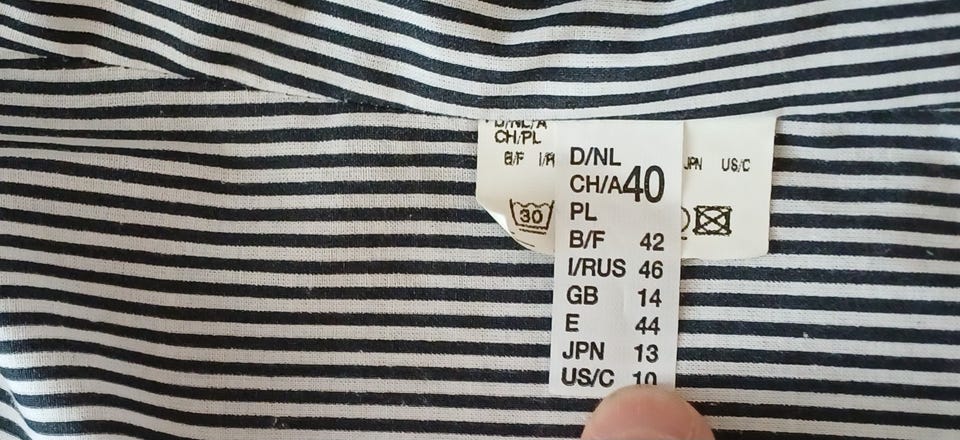 CH/PL
B/F
JPN US/C
30
D/NL
CH/A 40
PL
B/F 42
I/RUS 46
GB 14
E 44
JPN 13
US/C 10